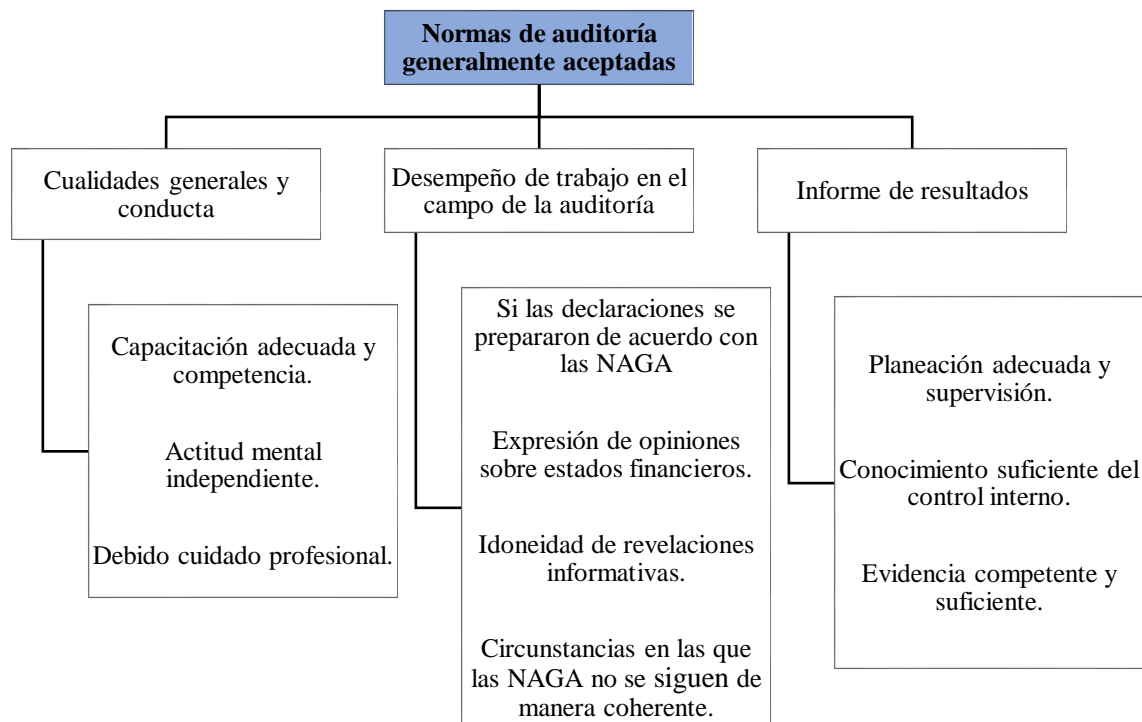 Normas de auditoría
generalmente aceptadas
Cualidades generales y
conducta
Desempeño de trabajo en el
campo de la auditoría
Informe de resultados
Capacitación adecuada y
competencia.
Actitud mental
independiente.
Debido cuidado profesional.
Si las declaraciones se
prepararon de acuerdo con
las NAGA
Expresión de opiniones
sobre estados financieros.
Idoneidad de revelaciones
informativas.
Circunstancias en las que
las NAGA no se siguen de
manera coherente.
Planeación adecuada y
supervisión.
Conocimiento suficiente del
control interno.
Evidencia competente y
suficiente.